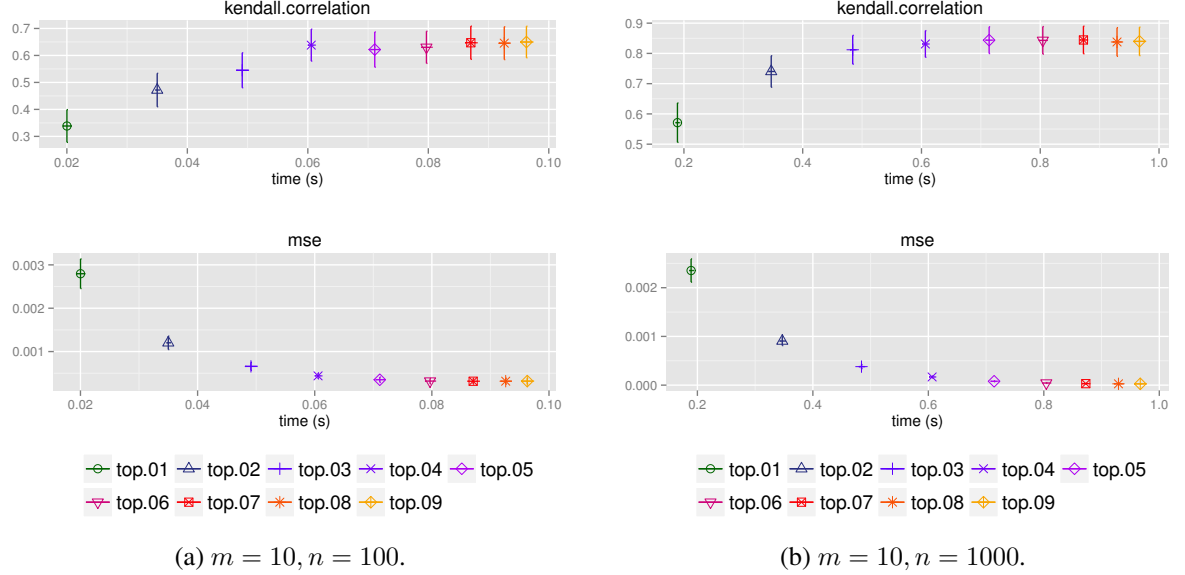 kendall.correlation
0.7
0.6
0.5
0.4
0.3
0.02 0.04 0.06 0.08 0.10
time (s)
mse
0.003
0.002
0.001
0.02 0.04 0.06 0.08 0.10
time (s)
top.01 top.02 top.03 top.04 top.05
top.06 top.07 top.08 top.09
(a) m = 10, n = 100.
kendall.correlation
0.9
0.8
0.7
0.6
0.5
0.2 0.4 0.6 0.8 1.0
time (s)
mse
0.002
0.001
0.000
0.2 0.4 0.6 0.8 1.0
time (s)
top.01 top.02 top.03 top.04 top.05
top.06 top.07 top.08 top.09
(b) m = 10, n = 1000.